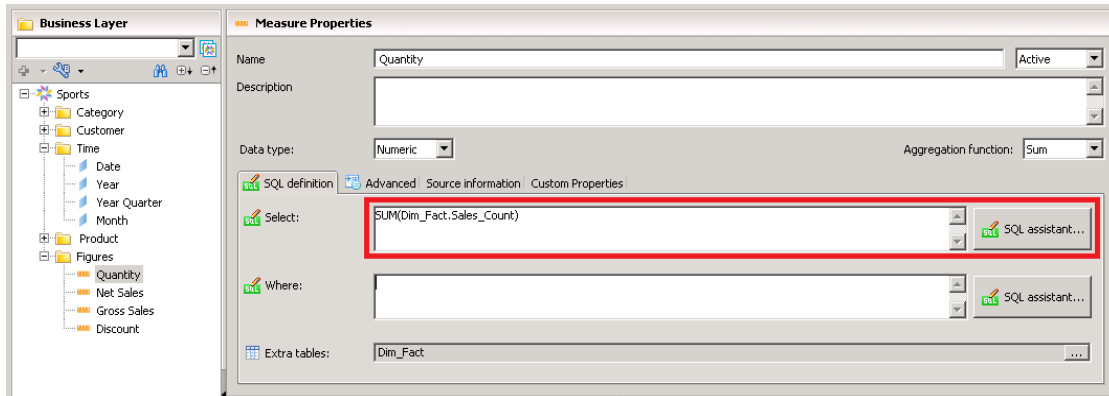 Business Layer
Sports
Category
Customer
Time
Date
Year
Year Quarter
Month
Product
Figures
Quantity
Net Sales
Gross Sales
Discount
Measure Properties
Name Quantity Active
Description
Data type: Numeric Aggregation function: Sum
SQL definition Advanced Source information Custom Properties
Select: SUM(Dim_Fact.Sales_Count) SQL assistant...
Where: SQL assistant...
Extra tables: Dim_Fact ...